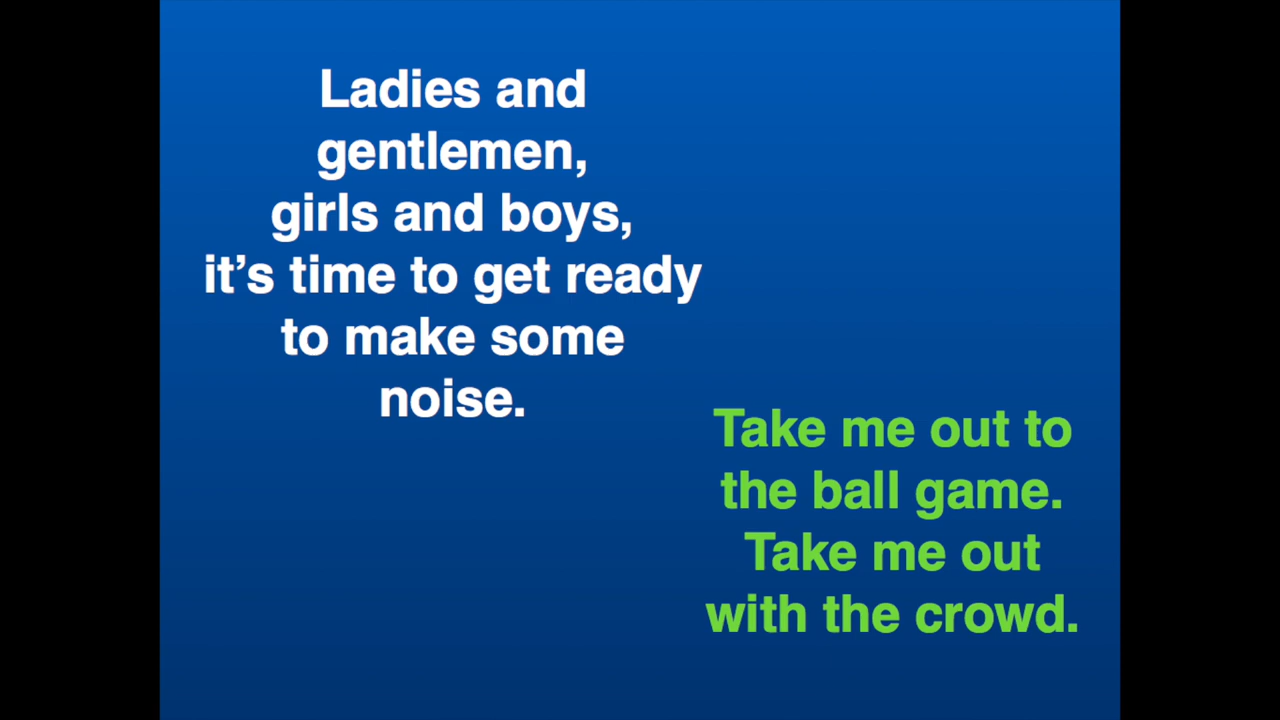 Ladies and
gentlemen,
girls and boys,
it’s time to get ready
to make some
noise.
Take me out to
the ball game.
Take me out
with the crowd.